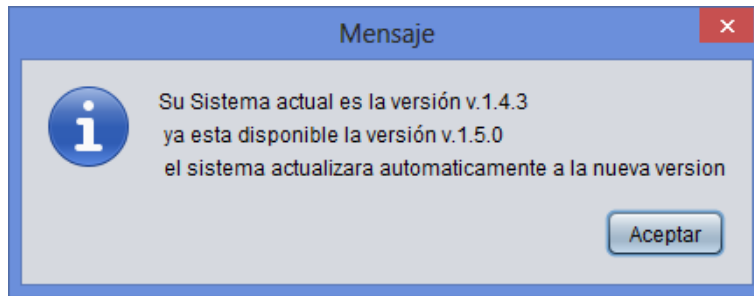 Mensaje
Su Sistema actual es la versión v.1.4.3
ya esta disponible la versión v.1.5.0
el sistema actualizara automaticamente a la nueva version
Aceptar